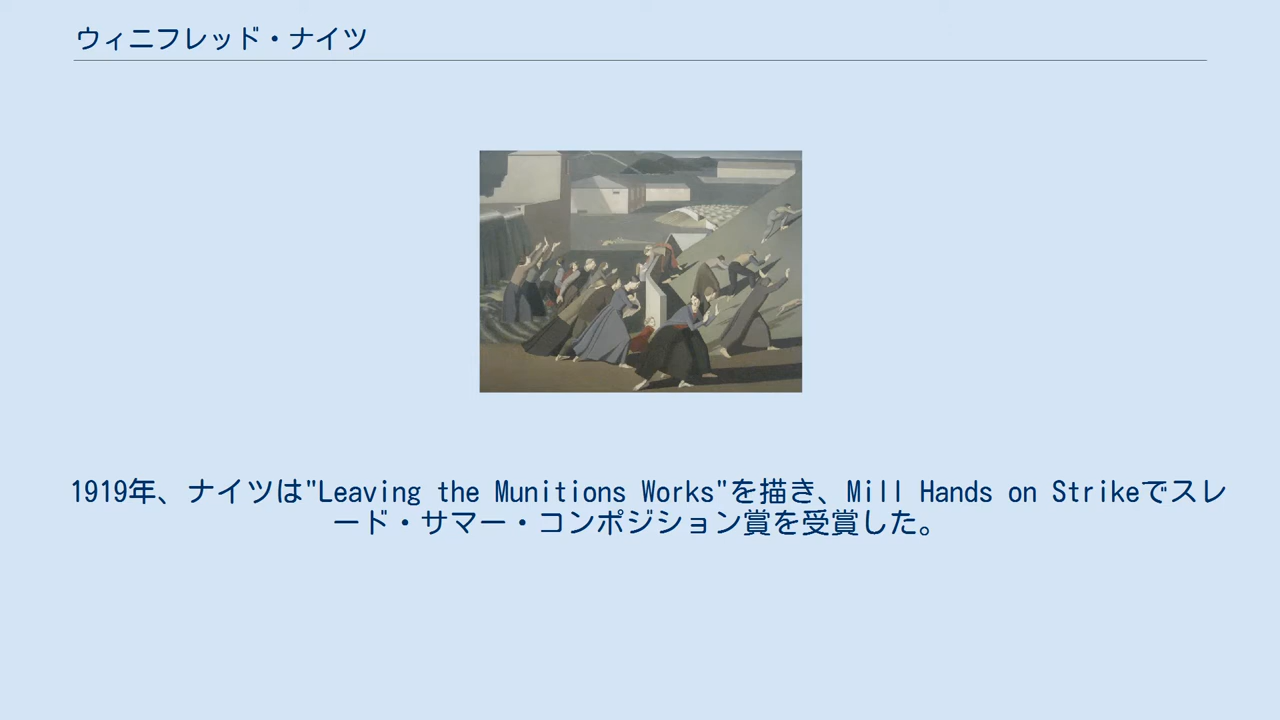 ウィニフレッド・ナイツ
1919年、ナイツは"Leaving the Munitions Works"を描き、Mill Hands on Strikeでスレ
ード・サマー・コンポジション賞を受賞した。